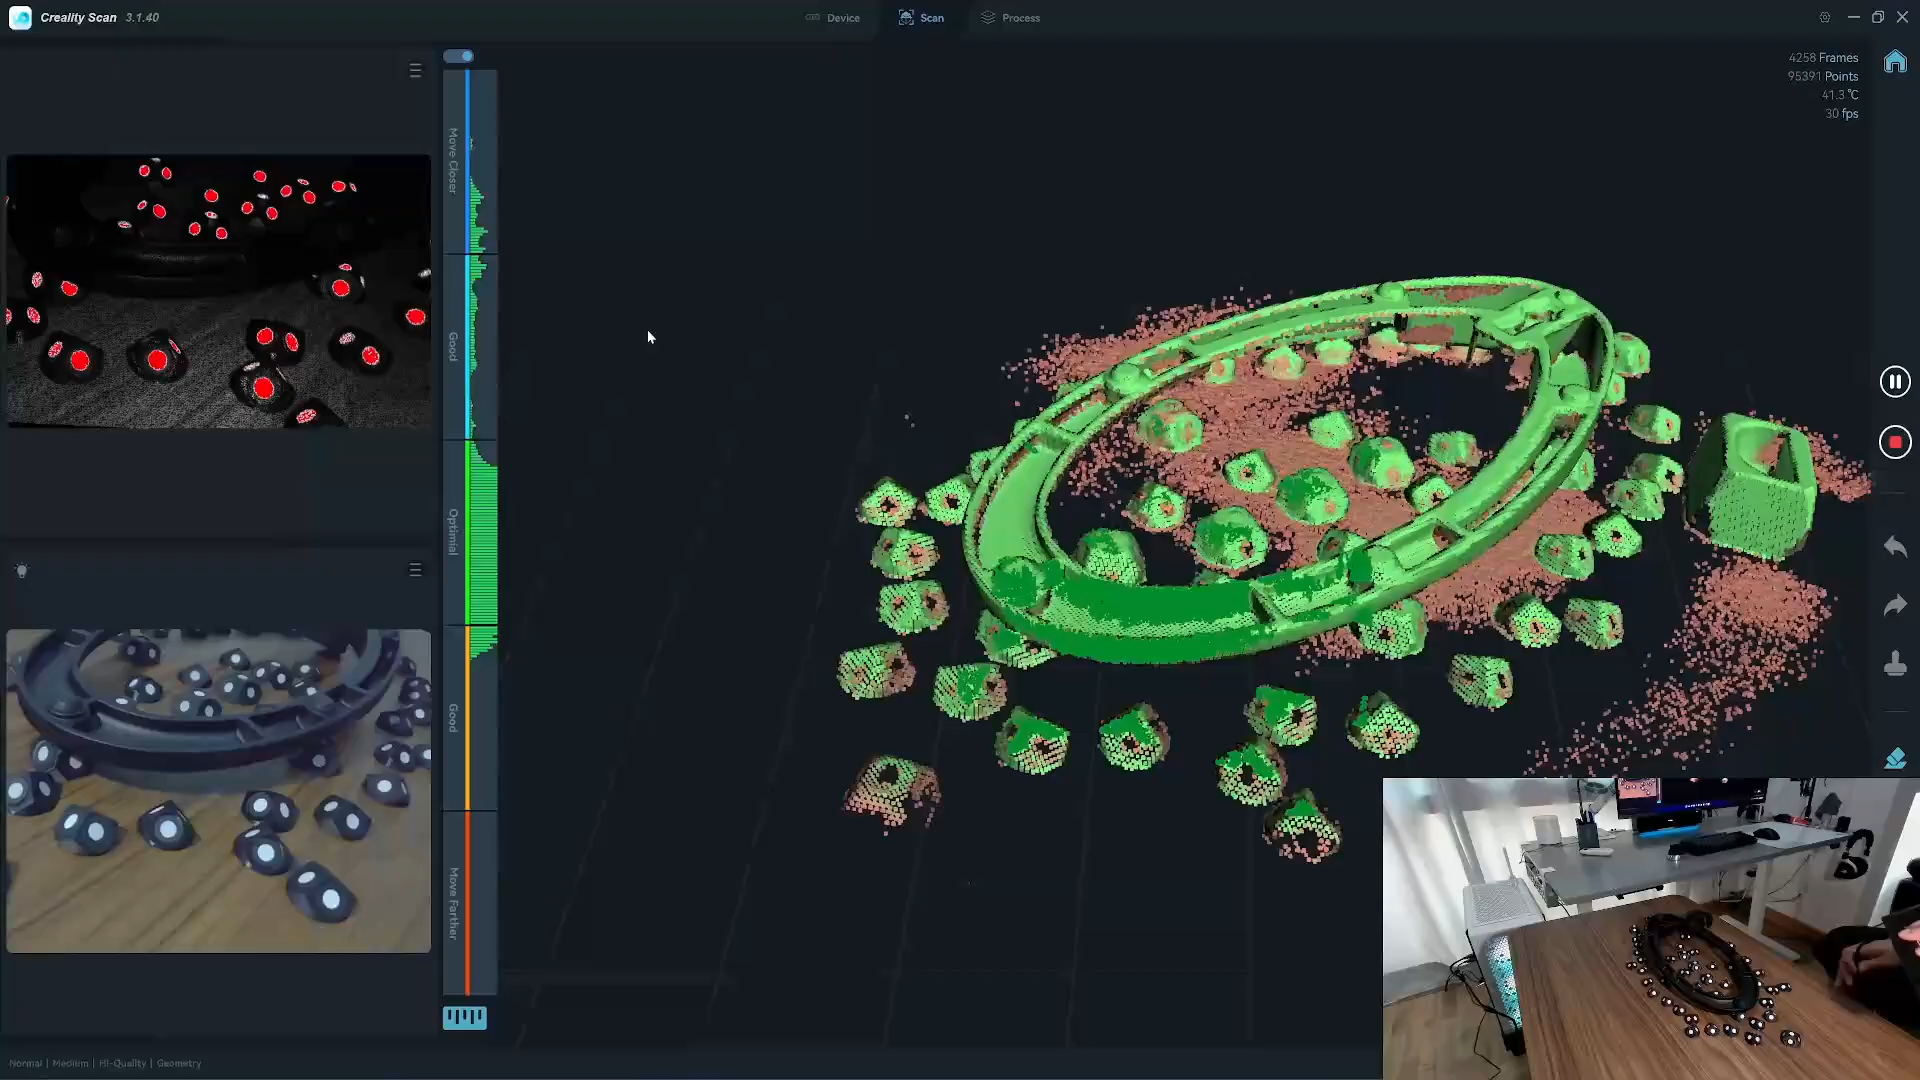 Creality Scan 3.1.40
Device
Scan
Process
4258 Frames
95391 Points
41.3 ℃
30 fps
Move Closer
Good
Optimial
Good
Move Farther
Normal | Medium | Hi-Quality | Geometry